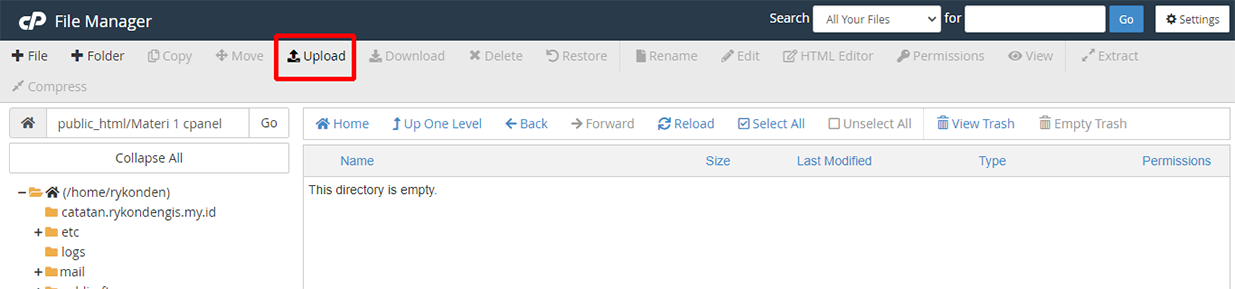 cP File Manager Search All Your Files for Go Settings
+ File + Folder Copy Move Upload Download Delete Restore Rename Edit HTML Editor Permissions View Extract
Compress
public_html/Materi 1 cpanel Go
Home Up One Level Back Forward Reload Select All Unselect All View Trash Empty Trash
Collapse All
Name Size Last Modified Type Permissions
This directory is empty.
(/home/rykonden)
catatan.rykondengis.my.id
+ etc
logs
+ mail